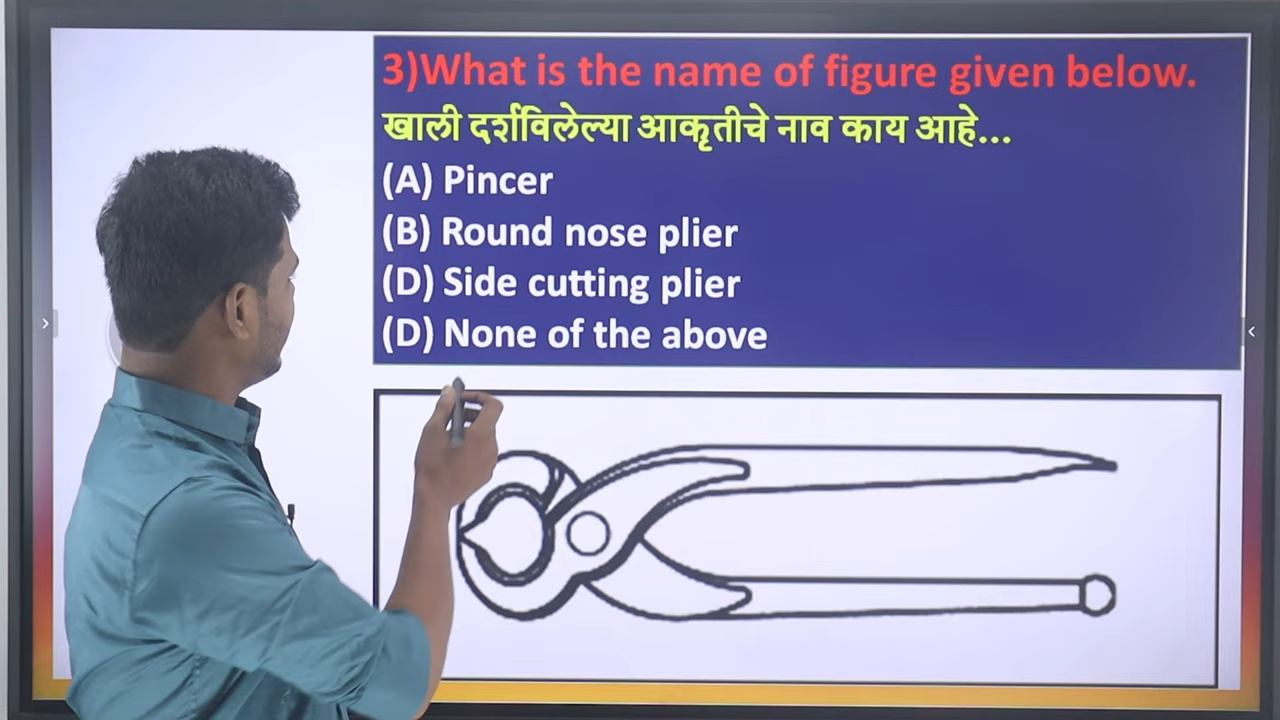 3)What is the name of figure given below.
खाली दर्शविलेल्या आकृतीचे नाव काय आहे...
(A) Pincer
(B) Round nose plier
(D) Side cutting plier
(D) None of the above